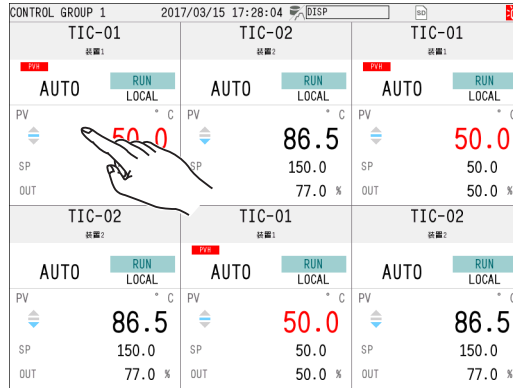 CONTROL GROUP 1 2017/03/15 17:28:04 DISP SD
TIC-01
装置1
PVH
AUTO
RUN
LOCAL
PV ° C
50.0
SP
OUT
TIC-02
装置2
AUTO
RUN
LOCAL
PV ° C
86.5
SP 150.0
77.0 %
TIC-01
装置1
PVH
AUTO
RUN
LOCAL
PV °
50.0
SP 50.0
OUT 50.0 %
TIC-02
装置2
AUTO
RUN
LOCAL
PV ° C
86.5
SP 150.0
OUT 77.0 %
TIC-01
装置1
PVH
AUTO
RUN
LOCAL
PV ° C
50.0
SP 50.0
OUT 50.0 %
TIC-02
装置2
AUTO
RUN
LOCAL
PV °
86.5
SP 150.0
OUT 77.0 %